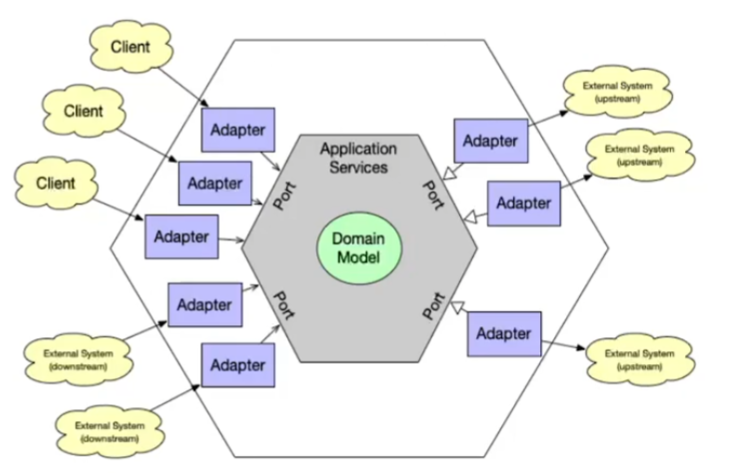 Client
Client
Client
Adapter
Adapter
Adapter
Adapter
Adapter
External System
(downstream)
External System
(downstream)
Port
Port
Application
Services
Domain
Model
Port
Port
Adapter
Adapter
Adapter
External System
(upstream)
External System
(upstream)
External System
(upstream)